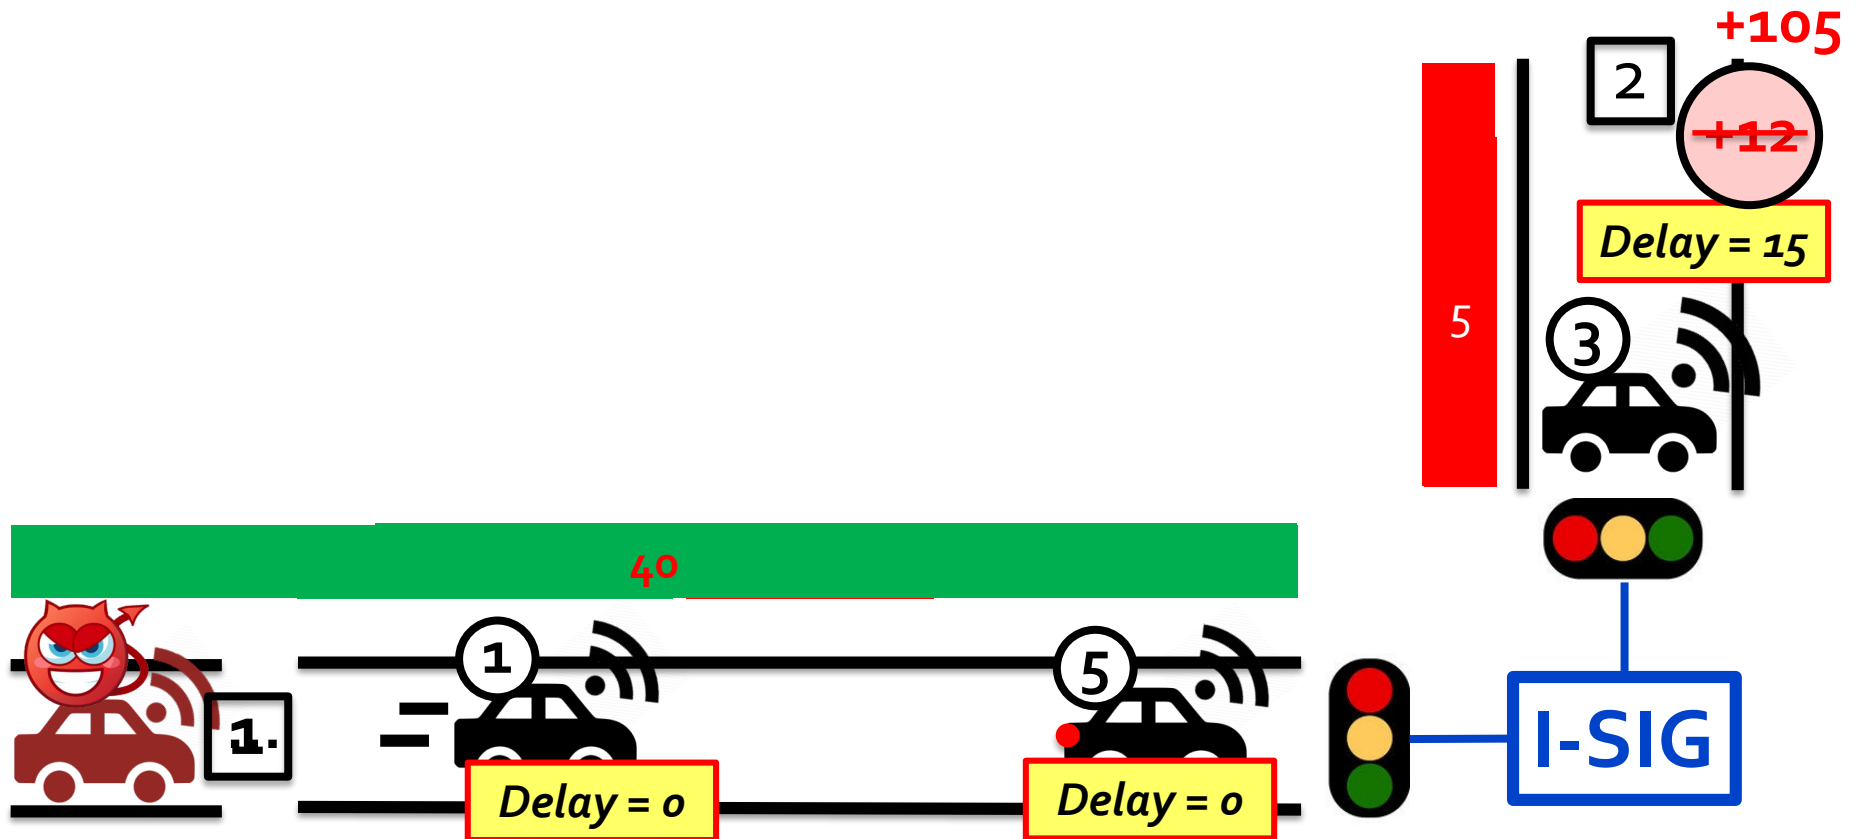 +105
2
+12
Delay = 15
5
3
40
1
5
1.
I-SIG
Delay = 0
Delay = 0